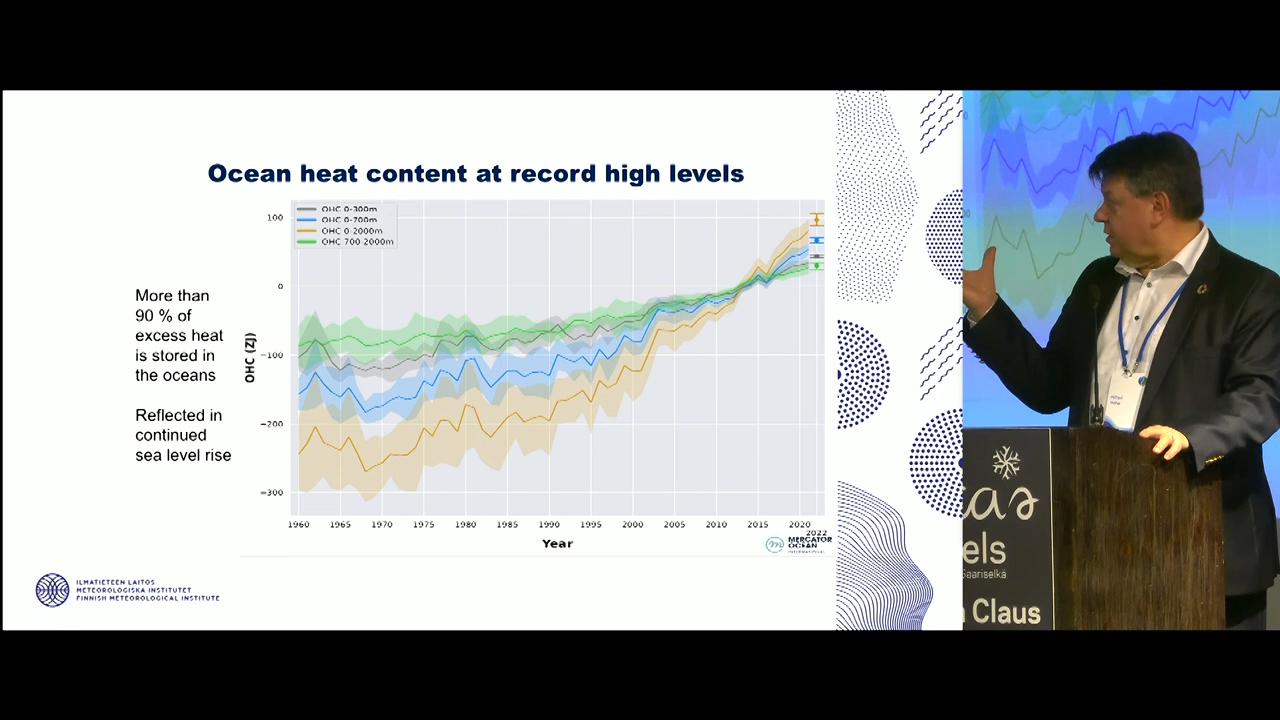 Ocean heat content at record high levels
More than
90 % of
excess heat
is stored in
the oceans
Reflected in
continued
sea level rise
OHC (ZJ)
OHC 0-300m
OHC 0-700m
OHC 0-2000m
OHC 700-2000m
100
0
−100
−200
−300
1960 1965 1970 1975 1980 1985 1990 1995 2000 2005 2010 2015 2020
2022
Year
MERCATOR
OCEAN
INTERNATIONAL
ILMATIETEEN LAITOS
METEOROLOGISKA INSTITUTET
FINNISH METEOROLOGICAL INSTITUTE
els
Saariselkä
Claus